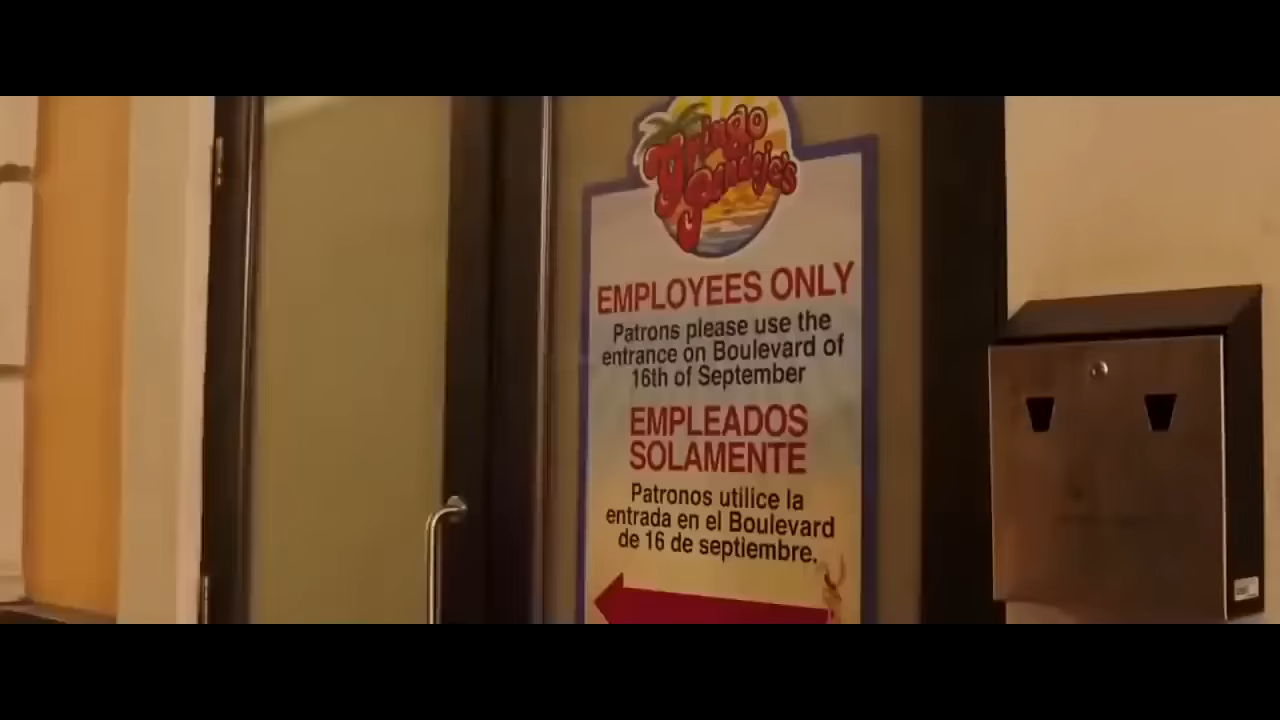 Gringo
Gandejo's
EMPLOYEES ONLY
Patrons please use the
entrance on Boulevard of
16th of September
EMPLEADOS
SOLAMENTE
Patronos utilice la
entrada en el Boulevard
de 16 de septiembre.